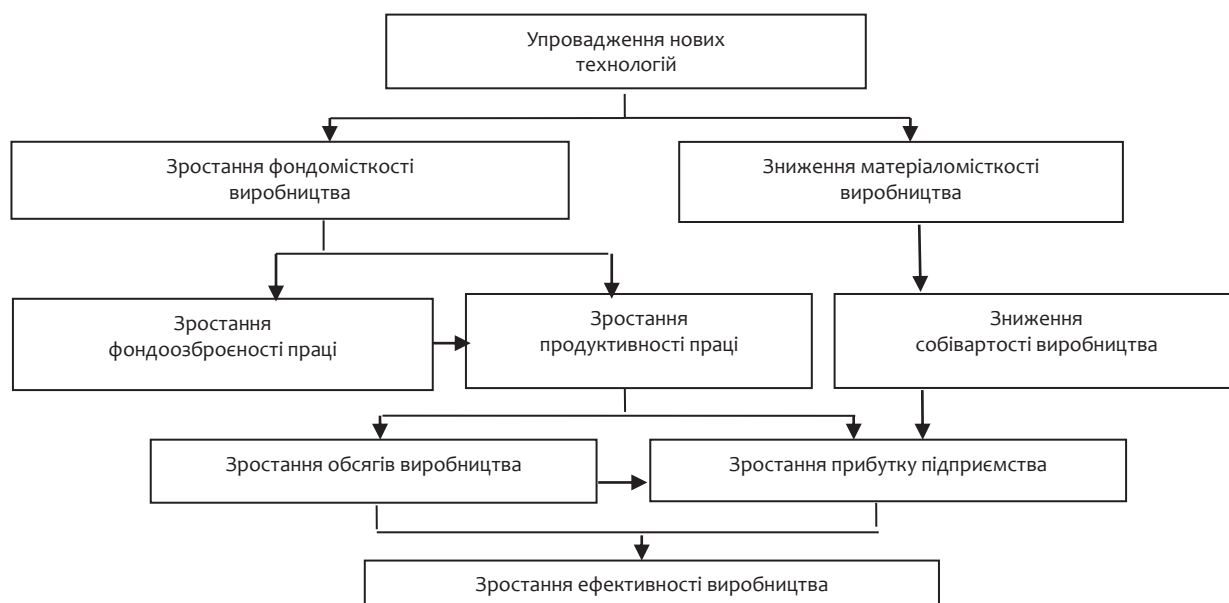 Упровадження нових
технологій
Зростання фондомісткості
виробництва
Зниження матеріаломісткості
виробництва
Зростання
фондоозброєності праці
Зростання
продуктивності праці
Зниження
собівартості виробництва
Зростання обсягів виробництва
Зростання прибутку підприємства
Зростання ефективності виробництва